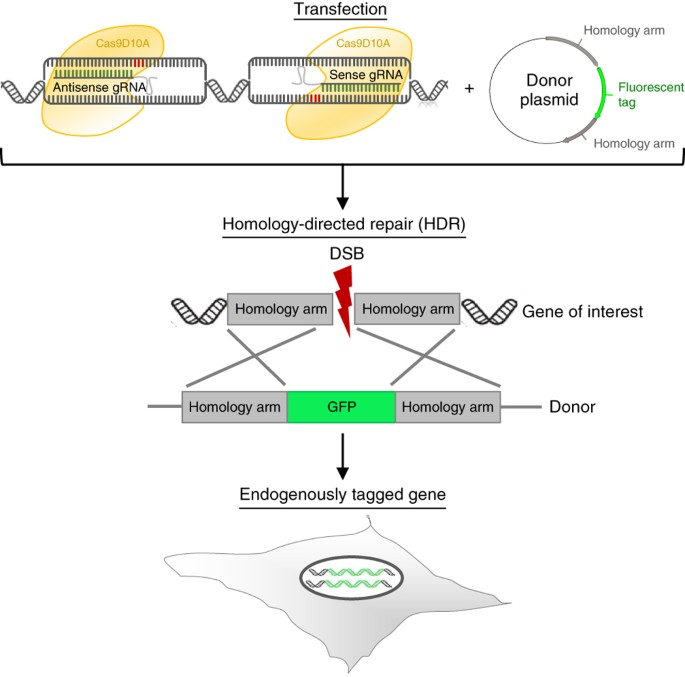 Transfection
Cas9D10A
Cas9D10A
Homology arm
Antisense gRNA
Sense gRNA
+
Donor
plasmid
Fluorescent
tag
Homology arm
Homology-directed repair (HDR)
DSB
Homology arm
Homology arm
Gene of interest
Homology arm
GFP
Homology arm
Donor
Endogenously tagged gene